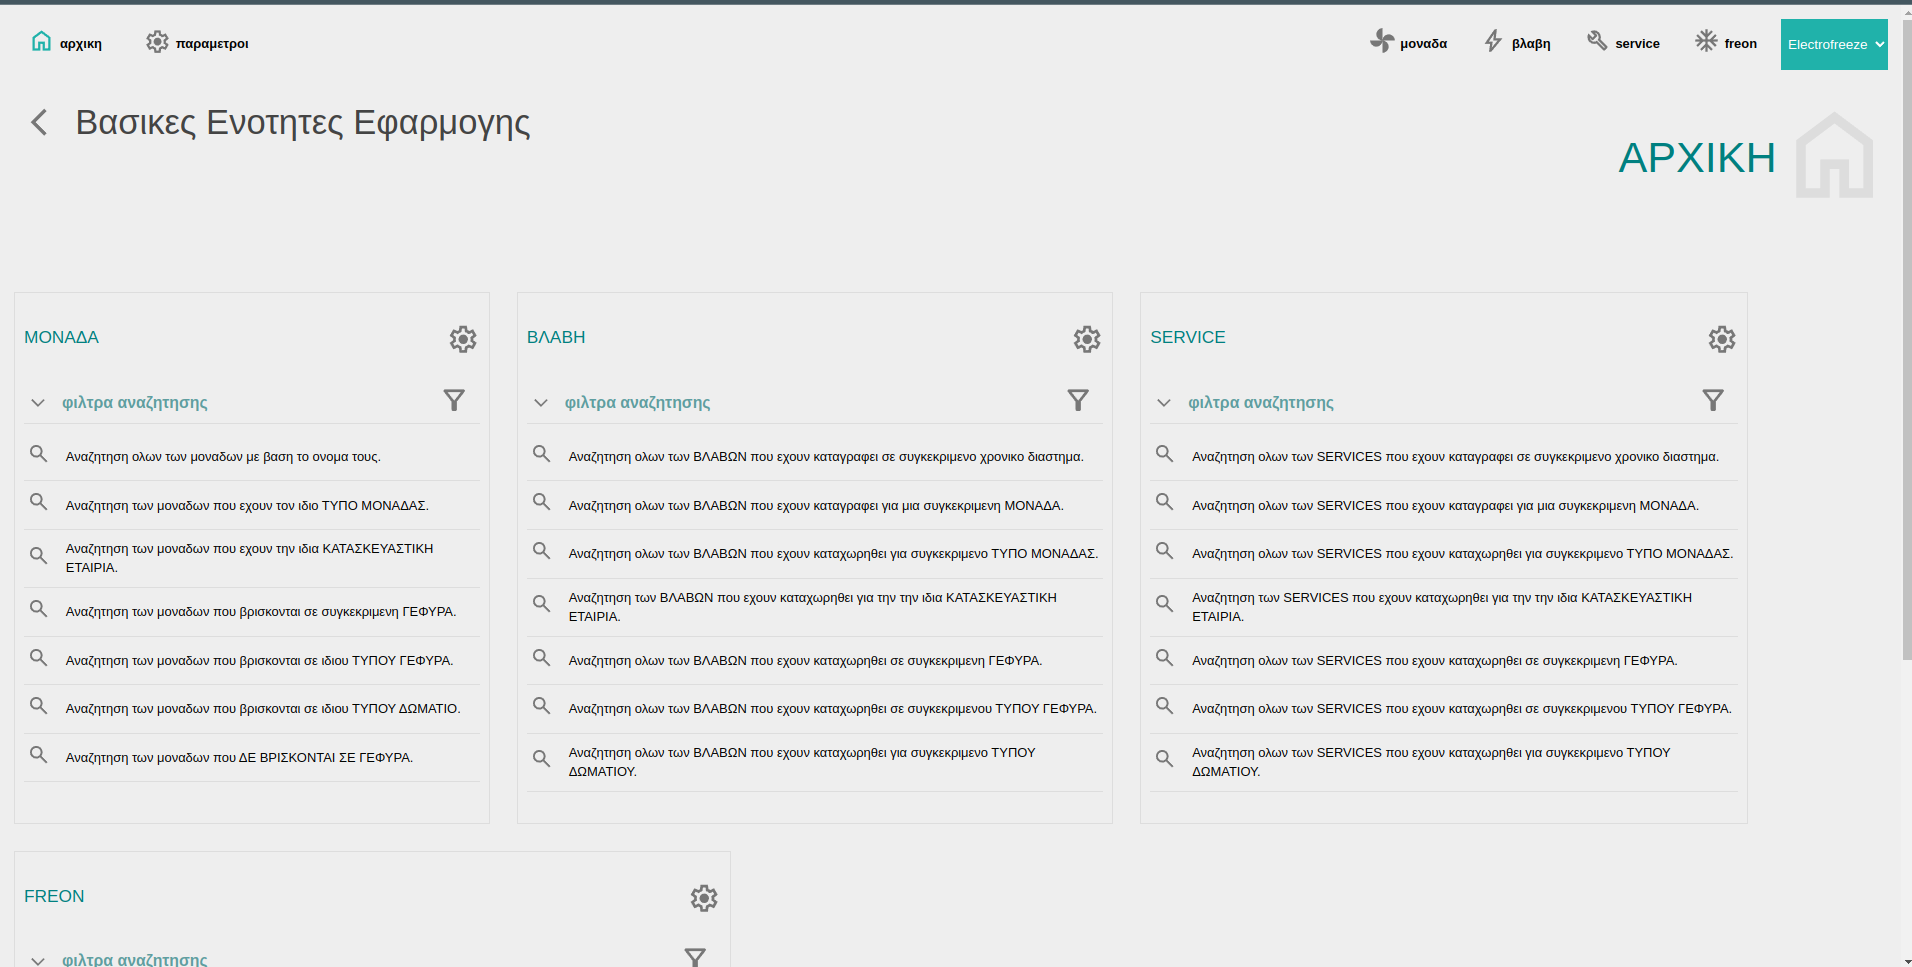 αρχικη
παραμετροι
μοναδα
βλαβη
service
freon
Electrofreeze
Βασικες Ενοτητες Εφαρμογης
ΑΡΧΙΚΗ
ΜΟΝΑΔΑ
φιλτρα αναζητησης
Αναζητηση ολων των μοναδων με βαση το ονομα τους.
Αναζητηση των μοναδων που εχουν τον ιδιο ΤΥΠΟ ΜΟΝΑΔΑΣ.
Αναζητηση των μοναδων που εχουν την ιδια ΚΑΤΑΣΚΕΥΑΣΤΙΚΗ
ΕΤΑΙΡΙΑ.
Αναζητηση των μοναδων που βρισκονται σε συγκεκριμενη ΓΕΦΥΡΑ.
Αναζητηση των μοναδων που βρισκονται σε ιδιου ΤΥΠΟΥ ΓΕΦΥΡΑ.
Αναζητηση των μοναδων που βρισκονται σε ιδιου ΤΥΠΟΥ ΔΩΜΑΤΙΟ.
Αναζητηση των μοναδων που ΔΕ ΒΡΙΣΚΟΝΤΑΙ ΣΕ ΓΕΦΥΡΑ.
ΒΛΑΒΗ
φιλτρα αναζητησης
Αναζητηση ολων των ΒΛΑΒΩΝ που εχουν καταγραφει σε συγκεκριμενο χρονικο διαστημα.
Αναζητηση ολων των ΒΛΑΒΩΝ που εχουν καταγραφει για μια συγκεκριμενη ΜΟΝΑΔΑ.
Αναζητηση ολων των ΒΛΑΒΩΝ που εχουν καταχωρηθει για συγκεκριμενο ΤΥΠΟ ΜΟΝΑΔΑΣ.
Αναζητηση των ΒΛΑΒΩΝ που εχουν καταχωρηθει για την την ιδια ΚΑΤΑΣΚΕΥΑΣΤΙΚΗ
ΕΤΑΙΡΙΑ.
Αναζητηση ολων των ΒΛΑΒΩΝ που εχουν καταχωρηθει σε συγκεκριμενη ΓΕΦΥΡΑ.
Αναζητηση ολων των ΒΛΑΒΩΝ που εχουν καταχωρηθει σε συγκεκριμενου ΤΥΠΟΥ ΓΕΦΥΡΑ.
Αναζητηση ολων των ΒΛΑΒΩΝ που εχουν καταχωρηθει για συγκεκριμενο ΤΥΠΟΥ
ΔΩΜΑΤΙΟΥ.
SERVICE
φιλτρα αναζητησης
Αναζητηση ολων των SERVICES που εχουν καταγραφει σε συγκεκριμενο χρονικο διαστημα.
Αναζητηση ολων των SERVICES που εχουν καταγραφει για μια συγκεκριμενη ΜΟΝΑΔΑ.
Αναζητηση ολων των SERVICES που εχουν καταχωρηθει για συγκεκριμενο ΤΥΠΟ ΜΟΝΑΔΑΣ.
Αναζητηση των SERVICES που εχουν καταχωρηθει για την την ιδια ΚΑΤΑΣΚΕΥΑΣΤΙΚΗ
ΕΤΑΙΡΙΑ.
Αναζητηση ολων των SERVICES που εχουν καταχωρηθει σε συγκεκριμενη ΓΕΦΥΡΑ.
Αναζητηση ολων των SERVICES που εχουν καταχωρηθει σε συγκεκριμενου ΤΥΠΟΥ ΓΕΦΥΡΑ.
Αναζητηση ολων των SERVICES που εχουν καταχωρηθει για συγκεκριμενο ΤΥΠΟΥ
ΔΩΜΑΤΙΟΥ.
FREON
φιλτρα αναζητησης